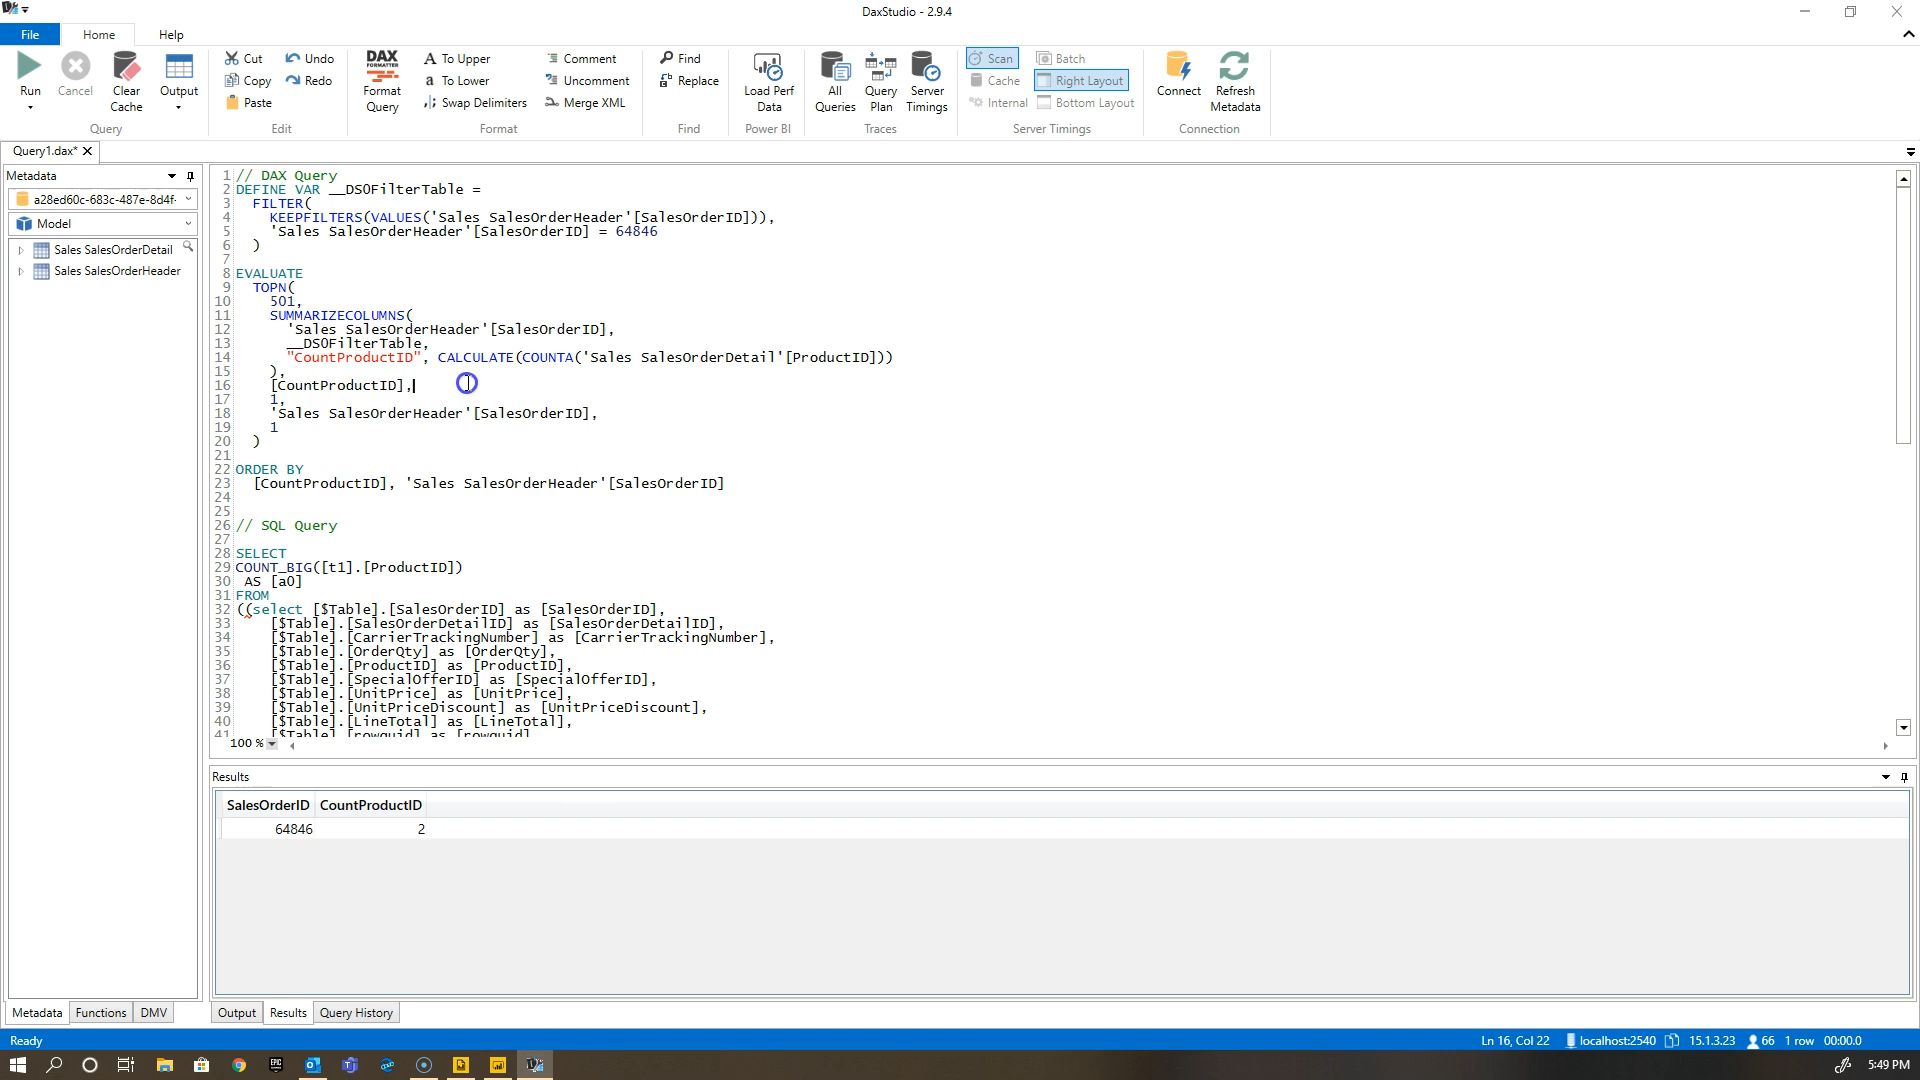 DaxStudio - 2.9.4
File Home Help
Run Cancel Clear Cache Output
Cut Copy Paste Undo Redo
DAX FORMATTER Format Query
To Upper To Lower Swap Delimiters
Comment Uncomment Merge XML
Find Replace
Load Perf Data
All Queries Query Plan Server Timings
Scan Cache Internal Batch Right Layout Bottom Layout
Connect Refresh Metadata
Query Edit Format Find Power BI Traces Server Timings Connection
Query1.dax*
Metadata
a28ed60c-683c-487e-8d4f-
Model
Sales SalesOrderDetail
Sales SalesOrderHeader
1 // DAX Query
2 DEFINE VAR __DS0FilterTable =
3 FILTER(
4 KEEPFILTERS(VALUES('Sales SalesOrderHeader'[SalesOrderID])),
5 'Sales SalesOrderHeader'[SalesOrderID] = 64846
6 )
7
8 EVALUATE
9 TOPN(
10 501,
11 SUMMARIZECOLUMNS(
12 'Sales SalesOrderHeader'[SalesOrderID],
13 __DS0FilterTable,
14 "CountProductID", CALCULATE(COUNTA('Sales SalesOrderDetail'[ProductID]))
15 ),
16 [CountProductID],
17 1,
18 'Sales SalesOrderHeader'[SalesOrderID],
19 1
20 )
21
22 ORDER BY
23 [CountProductID], 'Sales SalesOrderHeader'[SalesOrderID]
24
25
26 // SQL Query
27
28 SELECT
29 COUNT_BIG([t1].[ProductID])
30 AS [a0]
31 FROM
32 ((select [$Table].[SalesOrderID] as [SalesOrderID],
33 [$Table].[SalesOrderDetailID] as [SalesOrderDetailID],
34 [$Table].[CarrierTrackingNumber] as [CarrierTrackingNumber],
35 [$Table].[OrderQty] as [OrderQty],
36 [$Table].[ProductID] as [ProductID],
37 [$Table].[SpecialOfferID] as [SpecialOfferID],
38 [$Table].[UnitPrice] as [UnitPrice],
39 [$Table].[UnitPriceDiscount] as [UnitPriceDiscount],
40 [$Table].[LineTotal] as [LineTotal],
41 [$Table].[rowguid] as [rowguid]
100 %
Results
SalesOrderID CountProductID
64846 2
Metadata Functions DMV
Output Results Query History
Ready Ln 16, Col 22 localhost:2540 15.1.3.23 66 1 row 00:00.0
EPIC GAMES
5:49 PM